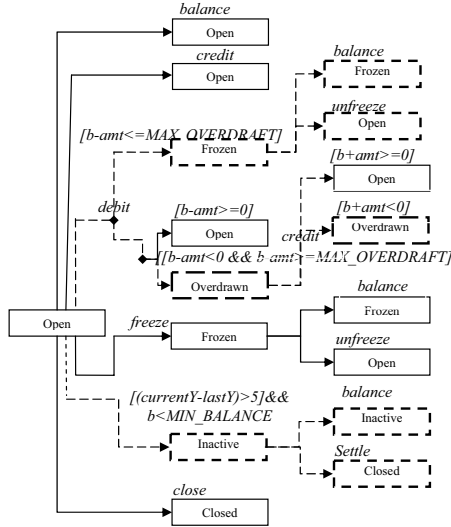 balance
Open
credit
Open
balance
Frozen
unfreeze
Open
[b-amt<=MAX_OVERDRAFT]
Frozen
[b+amt>=0]
Open
debit
[b-amt>=0]
Open
[b+amt<0]
Overdrawn
credit
[[b-amt<0 && b-amt>=MAX_OVERDRAFT]
Overdrawn
Open
freeze
Frozen
balance
Frozen
unfreeze
Open
[(currentY-lastY)>5]&&
b<MIN_BALANCE
Inactive
balance
Inactive
Settle
Closed
close
Closed